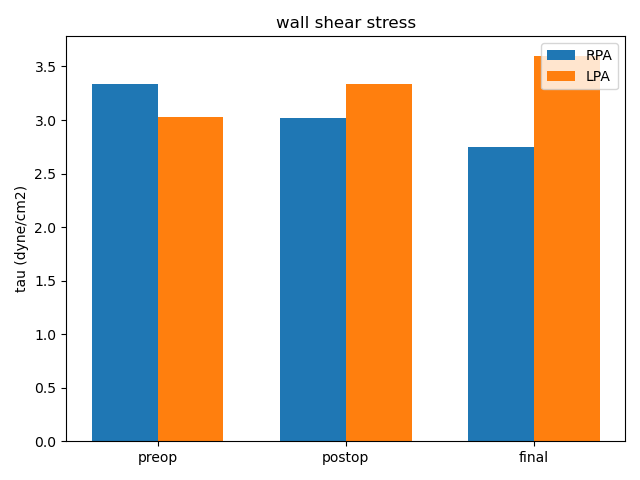 wall shear stress
RPA
LPA
3.5
3.0
2.5
2.0
1.5
1.0
0.5
0.0
tau (dyne/cm2)
preop
postop
final